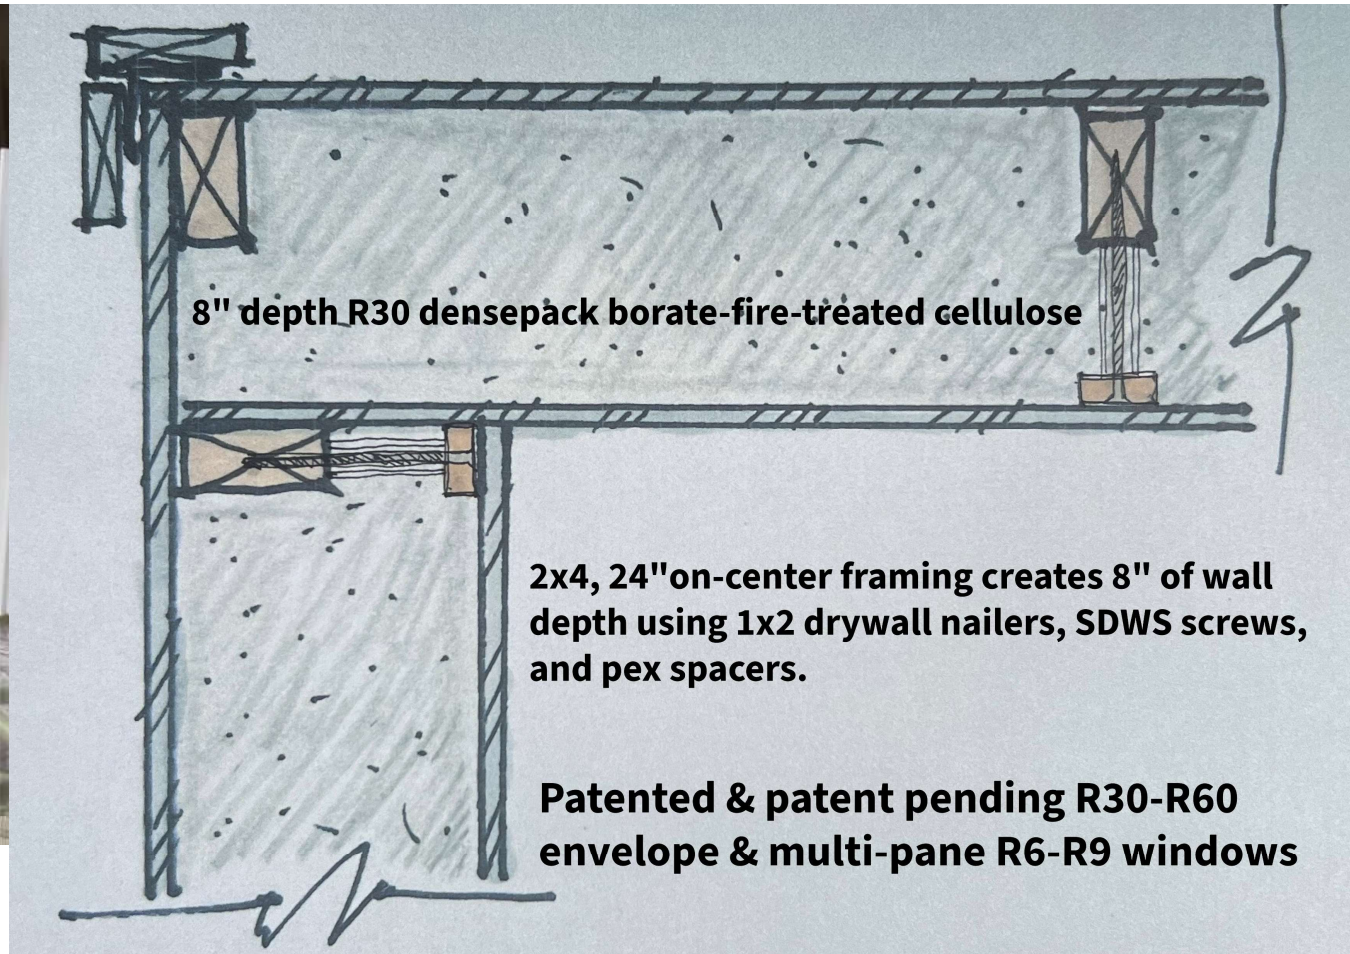 8" depth R30 densepack borate-fire-treated cellulose
2x4, 24"on-center framing creates 8" of wall
depth using 1x2 drywall nailers, SDWS screws,
and pex spacers.
Patented & patent pending R30-R60
envelope & multi-pane R6-R9 windows